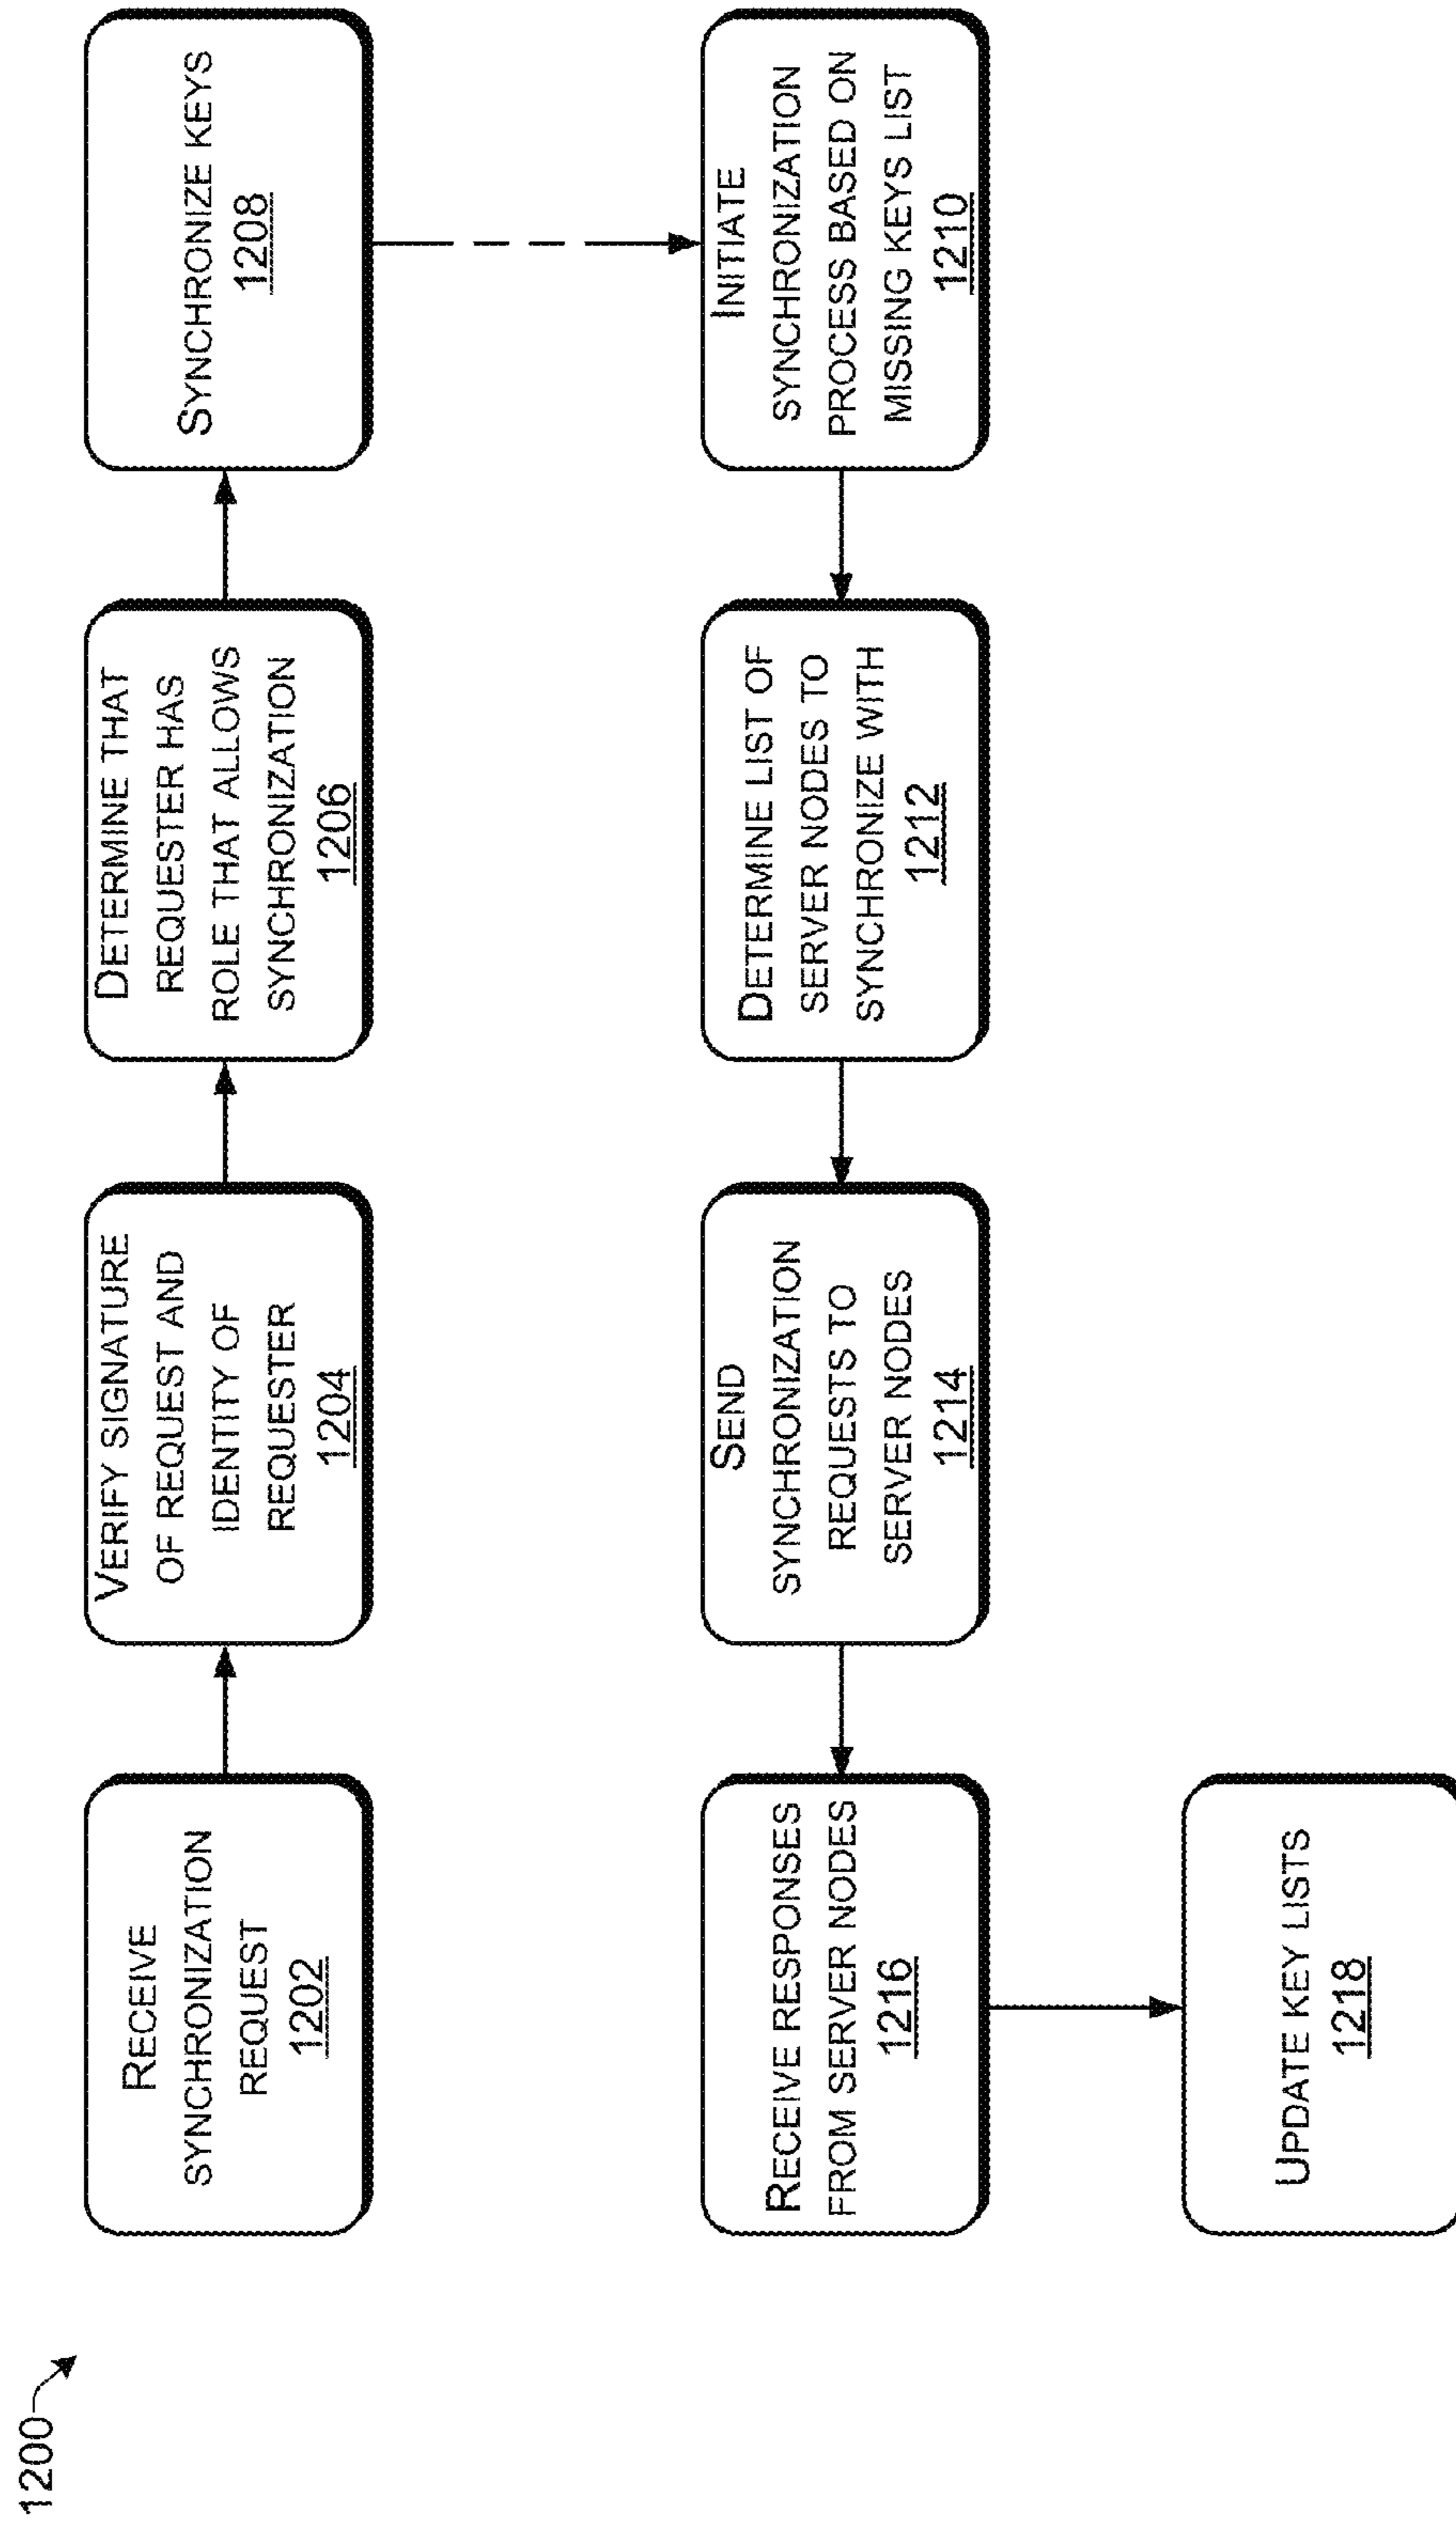 1200
RECEIVE
SYNCHRONIZATION
REQUEST
1202
VERIFY SIGNATURE
OF REQUEST AND
IDENTITY OF
REQUESTER
1204
DETERMINE THAT
REQUESTER HAS
ROLE THAT ALLOWS
SYNCHRONIZATION
1206
SYNCHRONIZE KEYS
1208
INITIATE
SYNCHRONIZATION
PROCESS BASED ON
MISSING KEYS LIST
1210
DETERMINE LIST OF
SERVER NODES TO
SYNCHRONIZE WITH
1212
SEND
SYNCHRONIZATION
REQUESTS TO
SERVER NODES
1214
RECEIVE RESPONSES
FROM SERVER NODES
1216
UPDATE KEY LISTS
1218